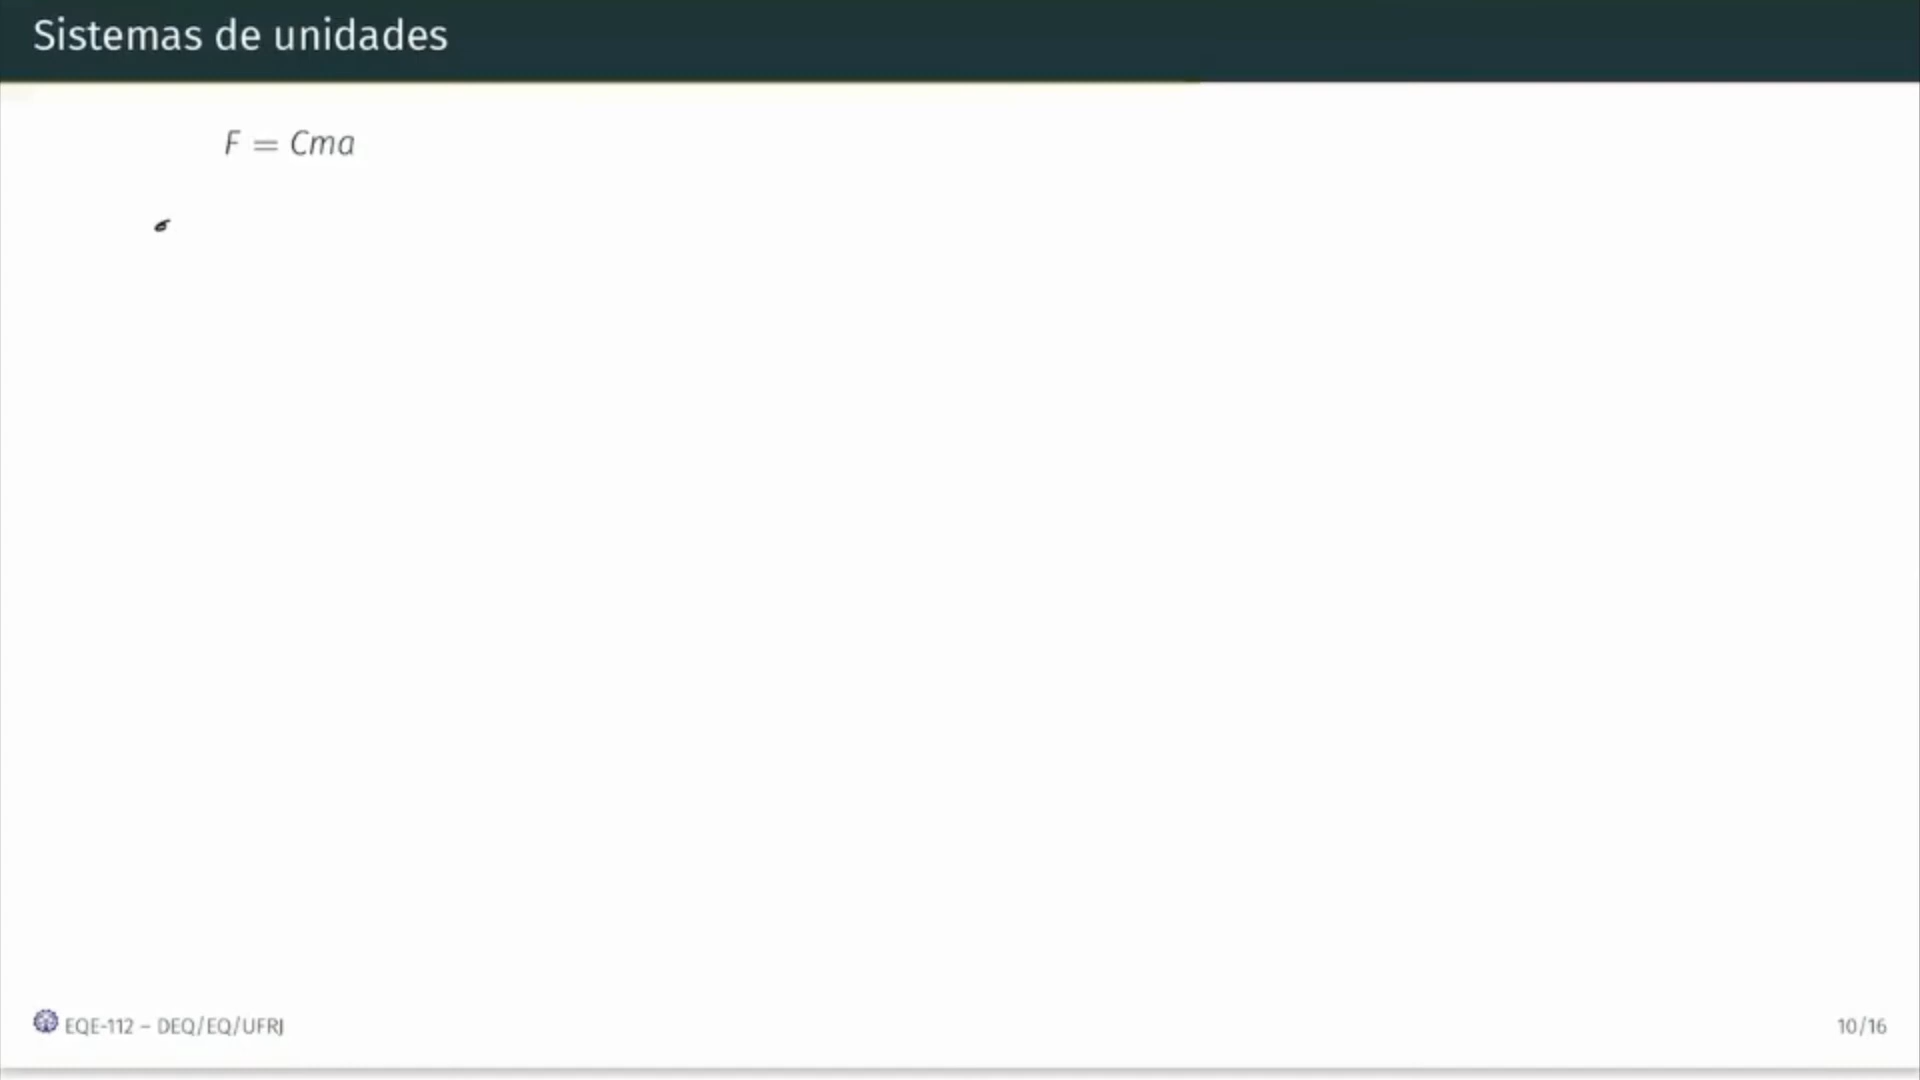 Sistemas de unidades
F = Cma
EQE-112 – DEQ/EQ/UFRJ
10/16